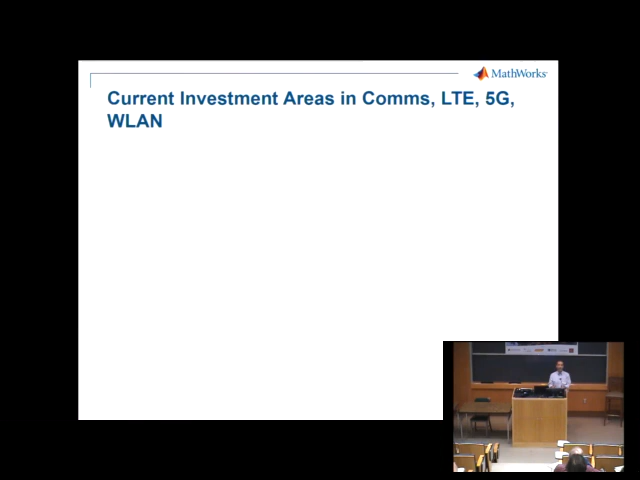 MathWorks
Current Investment Areas in Comms, LTE, 5G,
WLAN